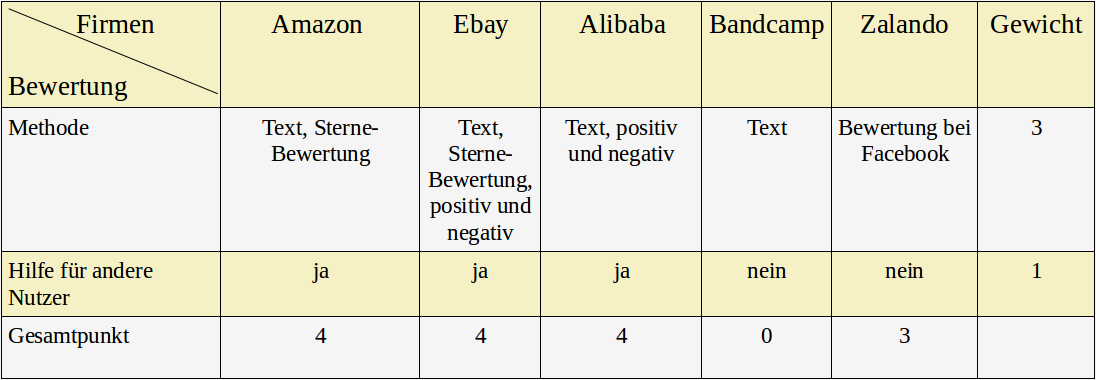 Firmen Amazon Ebay Alibaba Bandcamp Zalando Gewicht
Bewertung
Methode Text, Sterne- Text, Text, positiv Text Bewertung bei 3
Bewertung Sterne- und negativ Facebook
Bewertung,
positiv und
negativ
Hilfe für andere ja ja ja nein nein 1
Nutzer
Gesamtpunkt 4 4 4 0 3